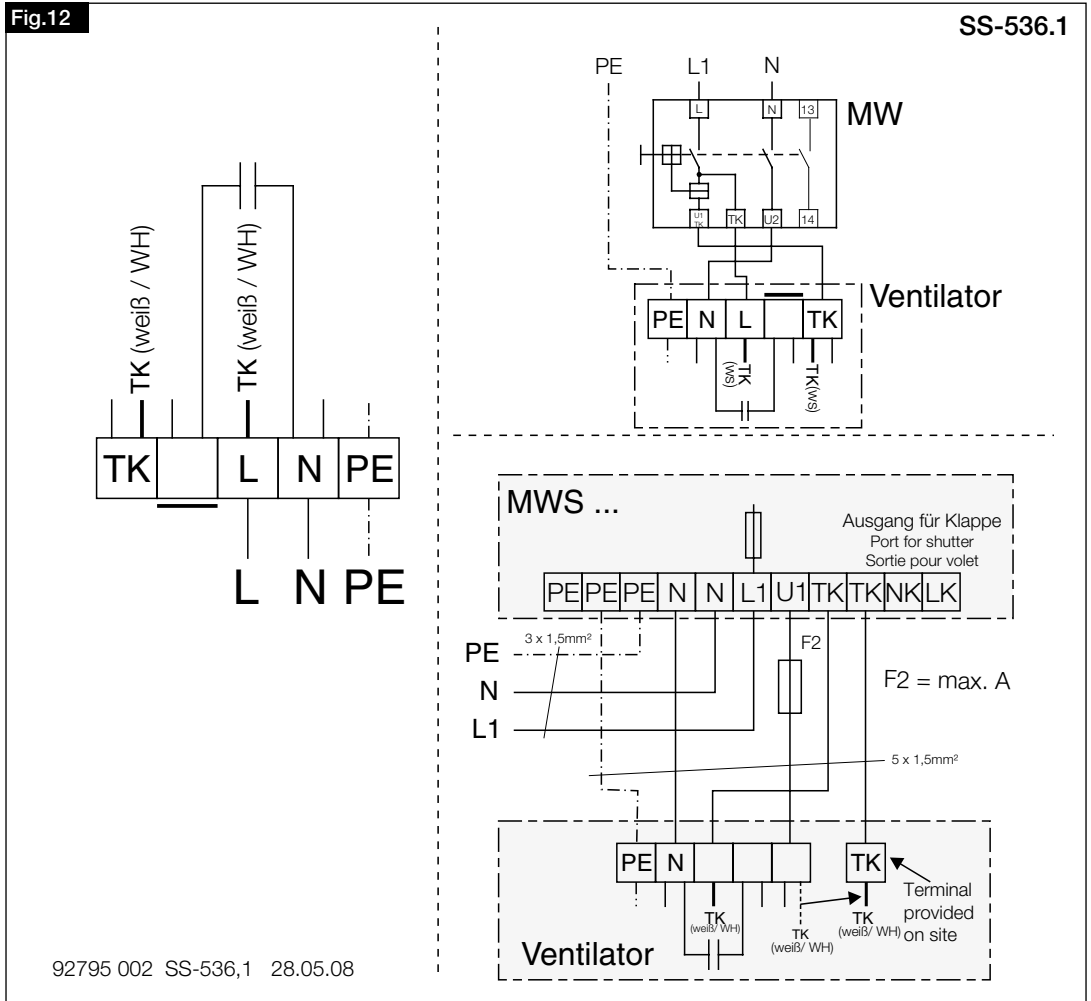 Fig.12
SS-536.1
TK (weiß / WH)
TK (weiß / WH)
TK L N PE
L N PE
PE L1 N
L N 13
MW
U1 TK TK U2 14
Ventilator
PE N L TK
TK (ws)
TK(ws)
MWS ...
Ausgang für Klappe
Port for shutter
Sortie pour volet
PE PE PE N N L1 U1 TK TK NK LK
3 x 1,5mm²
PE
N
L1
F2
F2 = max. A
5 x 1,5mm²
PE N TK
Terminal
provided
on site
TK
(weiß/ WH)
TK
(weiß/ WH)
TK
(weiß/ WH)
Ventilator
92795 002 SS-536,1 28.05.08